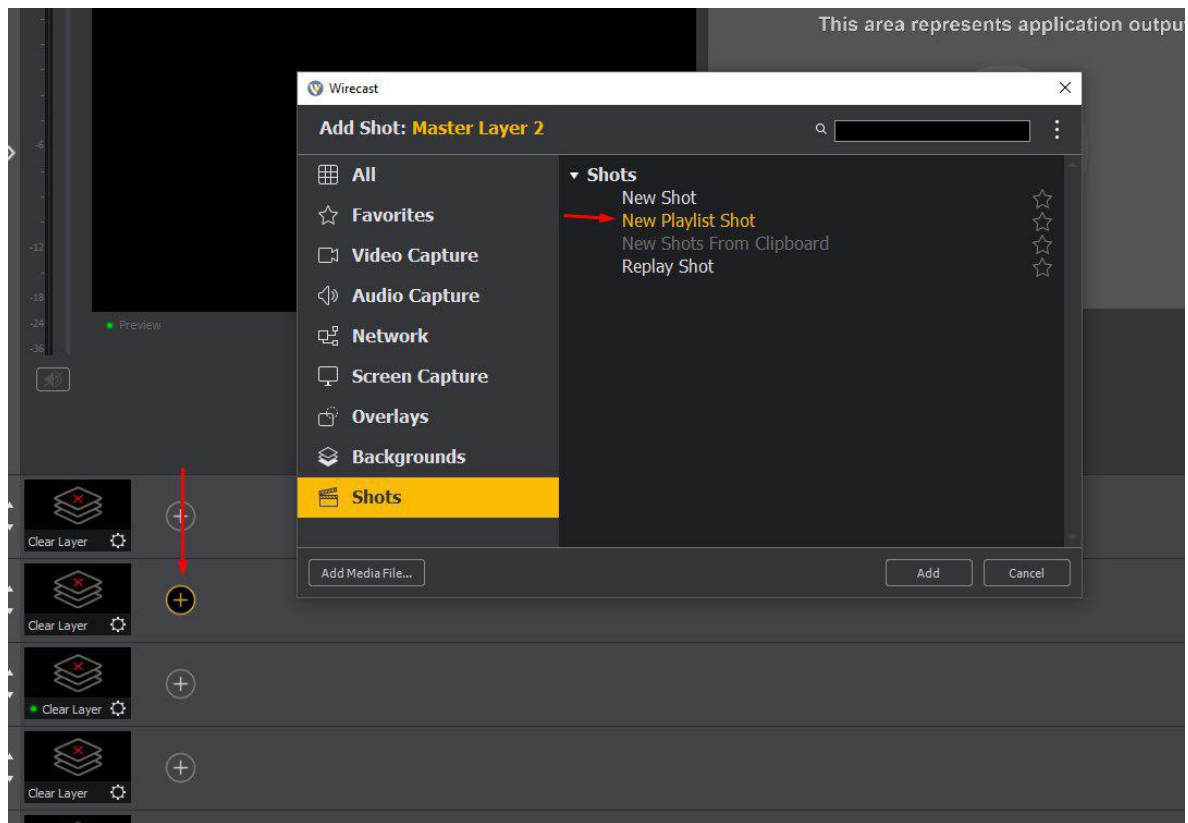 This area represents application outpu
Wirecast
Add Shot: Master Layer 2
All
Favorites
Video Capture
Audio Capture
Network
Screen Capture
Overlays
Backgrounds
Shots
Shots
New Shot
New Playlist Shot
New Shots From Clipboard
Replay Shot
Add Media File...
Add
Cancel
-6
-12
-18
-24
-36
Preview
Clear Layer
Clear Layer
Clear Layer
Clear Layer